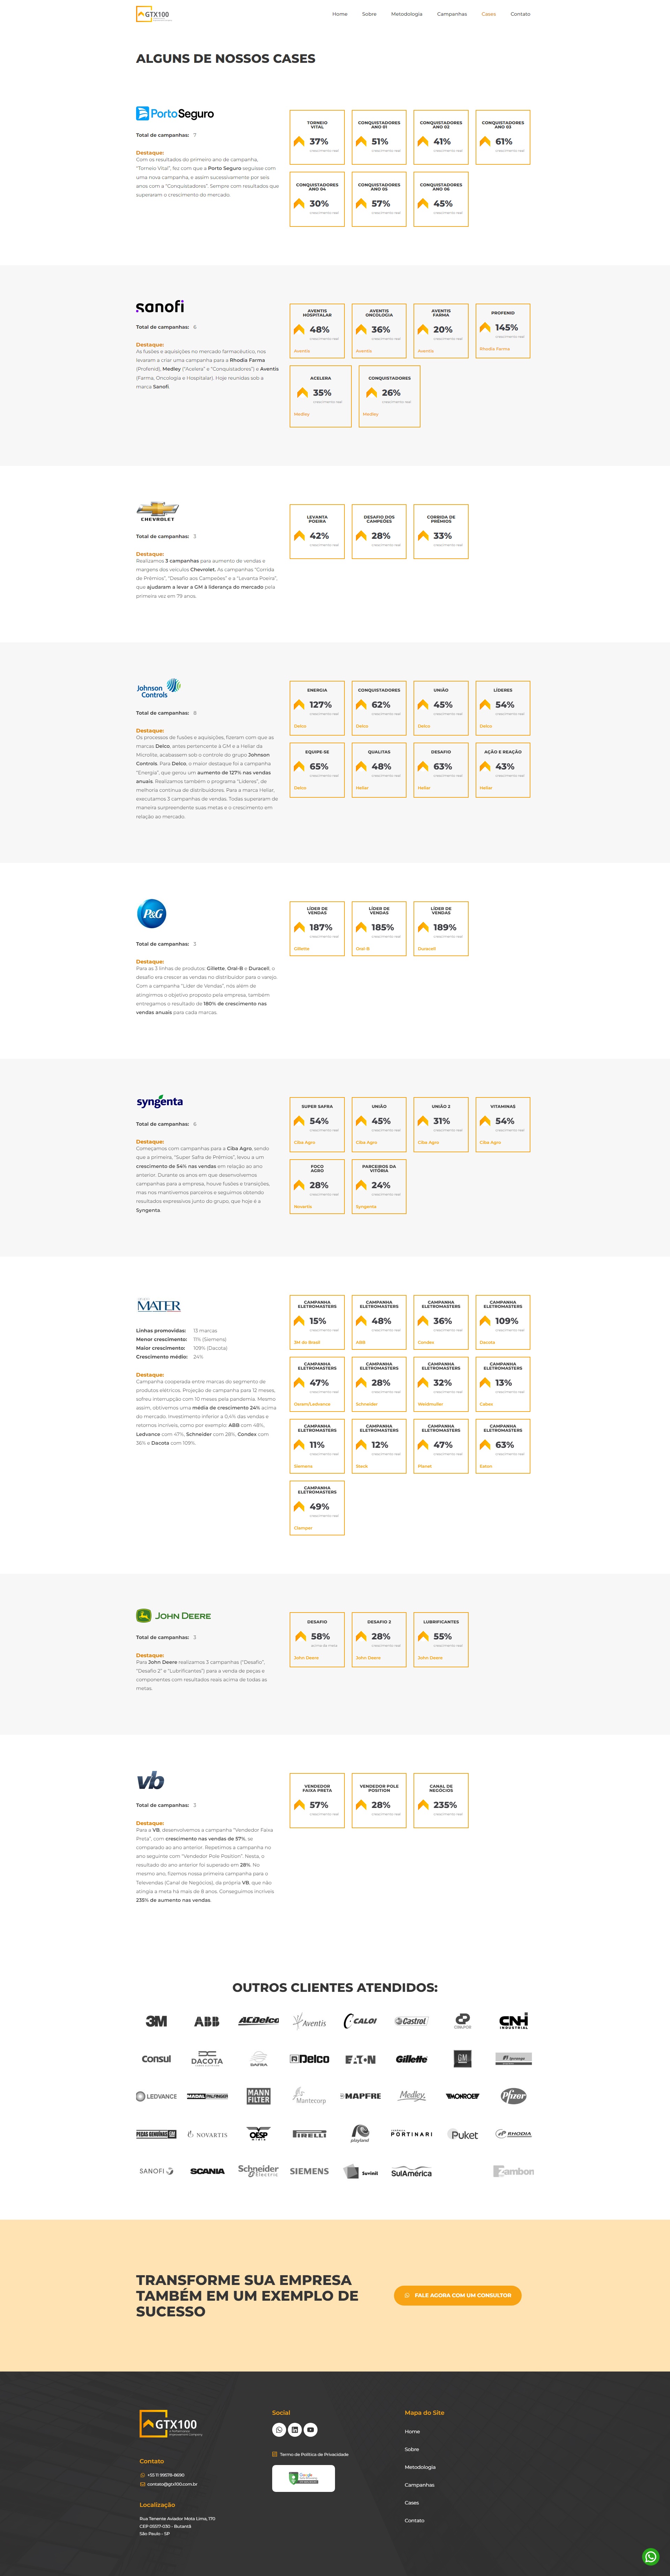 GTX100
Home
Sobre
Metodologia
Campanhas
Cases
Contato
ALGUNS DE NOSSOS CASES
PortoSeguro
Total de campanhas: 7
Destaque:
Com os resultados do primeiro ano de campanha,
"Torneio Vital", fez com que a Porto Seguro seguisse com
uma nova campanha, e assim sucessivamente por seis
anos com a "Conquistadores". Sempre com resultados que
superaram o crescimento do mercado.
TORNEIO
VITAL
37%
crescimento real
CONQUISTADORES
ANO 01
51%
crescimento real
CONQUISTADORES
ANO 02
41%
crescimento real
CONQUISTADORES
ANO 03
61%
crescimento real
CONQUISTADORES
ANO 04
30%
crescimento real
CONQUISTADORES
ANO 05
57%
crescimento real
CONQUISTADORES
ANO 06
45%
crescimento real
sanofi
Total de campanhas: 6
Destaque:
As fusões e aquisições no mercado farmacêutico, nos
levaram a criar uma campanha para a Rhodia Farma
(Profenid), Medley ("Acelera" e "Conquistadores") e Aventis
(Farma, Oncologia e Hospitalar). Hoje reunidas sob a
marca Sanofi.
AVENTIS
HOSPITALAR
48%
crescimento real
Aventis
AVENTIS
ONCOLOGIA
36%
crescimento real
Aventis
AVENTIS
FARMA
20%
crescimento real
Aventis
PROFENID
145%
crescimento real
Rhodia Farma
ACELERA
35%
crescimento real
Medley
CONQUISTADORES
26%
crescimento real
Medley
CHEVROLET
Total de campanhas: 3
Destaque:
Realizamos 3 campanhas para aumento de vendas e
margens dos veículos Chevrolet. As campanhas "Corrida
de Prêmios", "Desafio aos Campeões" e a "Levanta Poeira",
que ajudaram a levar a GM à liderança do mercado pela
primeira vez em 79 anos.
LEVANTA
POEIRA
42%
crescimento real
DESAFIO DOS
CAMPEÕES
28%
crescimento real
CORRIDA DE
PRÊMIOS
33%
crescimento real
Johnson
Controls
Total de campanhas: 8
Destaque:
Os processos de fusões e aquisições, fizeram com que as
marcas Delco, antes pertencente à GM e a Heliar da
Microlite, acabassem sob o controle do grupo Johnson
Controls. Para Delco, o maior destaque foi a campanha
"Energia", que gerou um aumento de 127% nas vendas
anuais. Realizamos também o programa "Líderes", de
melhoria contínua de distribuidores. Para a marca Heliar,
executamos 3 campanhas de vendas. Todas superaram de
maneira surpreendente suas metas e o crescimento em
relação ao mercado.
ENERGIA
127%
crescimento real
Delco
CONQUISTADORES
62%
crescimento real
Delco
UNIÃO
45%
crescimento real
Delco
LÍDERES
54%
crescimento real
Delco
EQUIPE-SE
65%
crescimento real
Delco
QUALITAS
48%
crescimento real
Heliar
DESAFIO
63%
crescimento real
Heliar
AÇÃO E REAÇÃO
43%
crescimento real
Heliar
P&G
Total de campanhas: 3
Destaque:
Para as 3 linhas de produtos: Gillette, Oral-B e Duracell, o
desafio era crescer as vendas no distribuidor para o varejo.
Com a campanha "Líder de Vendas", nós além de
atingirmos o objetivo proposto pela empresa, também
entregamos o resultado de 180% de crescimento nas
vendas anuais para cada marcas.
LÍDER DE
VENDAS
187%
crescimento real
Gillette
LÍDER DE
VENDAS
185%
crescimento real
Oral-B
LÍDER DE
VENDAS
189%
crescimento real
Duracell
syngenta
Total de campanhas: 6
Destaque:
Começamos com campanhas para a Ciba Agro, sendo
que a primeira, "Super Safra de Prêmios", levou a um
crescimento de 54% nas vendas em relação ao ano
anterior. Durante os anos em que desenvolvemos
campanhas para a empresa, houve fusões e transições,
mas nos mantivemos parceiros e seguimos obtendo
resultados expressivos junto do grupo, que hoje é a
Syngenta.
SUPER SAFRA
54%
crescimento real
Ciba Agro
UNIÃO
45%
crescimento real
Ciba Agro
UNIÃO 2
31%
crescimento real
Ciba Agro
VITAMINAS
54%
crescimento real
Ciba Agro
FOCO
AGRO
28%
crescimento real
Novartis
PARCEIROS DA
VITÓRIA
24%
crescimento real
Syngenta
MATER
Linhas promovidas: 13 marcas
Menor crescimento: 11% (Siemens)
Maior crescimento: 109% (Dacota)
Crescimento médio: 24%
Destaque:
Campanha cooperada entre marcas do segmento de
produtos elétricos. Projeção de campanha para 12 meses,
sofreu interrupção com 10 meses pela pandemia. Mesmo
assim, obtivemos uma média de crescimento 24% acima
do mercado. Investimento inferior a 0,4% das vendas e
retornos incríveis, como por exemplo: ABB com 48%,
Ledvance com 47%, Schneider com 28%, Condex com
36% e Dacota com 109%.
CAMPANHA
ELETROMASTERS
15%
crescimento real
3M do Brasil
CAMPANHA
ELETROMASTERS
48%
crescimento real
ABB
CAMPANHA
ELETROMASTERS
36%
crescimento real
Condex
CAMPANHA
ELETROMASTERS
109%
crescimento real
Dacota
CAMPANHA
ELETROMASTERS
47%
crescimento real
Osram/Ledvance
CAMPANHA
ELETROMASTERS
28%
crescimento real
Schneider
CAMPANHA
ELETROMASTERS
32%
crescimento real
Weidmuller
CAMPANHA
ELETROMASTERS
13%
crescimento real
Cabex
CAMPANHA
ELETROMASTERS
11%
crescimento real
Siemens
CAMPANHA
ELETROMASTERS
12%
crescimento real
Steck
CAMPANHA
ELETROMASTERS
47%
crescimento real
Planet
CAMPANHA
ELETROMASTERS
63%
crescimento real
Eaton
CAMPANHA
ELETROMASTERS
49%
crescimento real
Clamper
JOHN DEERE
Total de campanhas: 3
Destaque:
Para John Deere realizamos 3 campanhas ("Desafio",
"Desafio 2" e "Lubrificantes") para a venda de peças e
componentes com resultados reais acima de todas as
metas.
DESAFIO
58%
acima da meta
John Deere
DESAFIO 2
28%
crescimento real
John Deere
LUBRIFICANTES
55%
crescimento real
John Deere
vb
Total de campanhas: 3
Destaque:
Para a VB, desenvolvemos a campanha "Vendedor Faixa
Preta", com crescimento nas vendas de 57%, se
comparado ao ano anterior. Repetimos a campanha no
ano seguinte com "Vendedor Pole Position". Nesta, o
resultado do ano anterior foi superado em 28%. No
mesmo ano, fizemos nossa primeira campanha para o
Televendas (Canal de Negócios), da própria VB, que não
atingia a meta há mais de 8 anos. Conseguimos incríveis
235% de aumento nas vendas.
VENDEDOR
FAIXA PRETA
57%
crescimento real
VENDEDOR POLE
POSITION
28%
crescimento real
CANAL DE
NEGÓCIOS
235%
crescimento real
OUTROS CLIENTES ATENDIDOS:
3M
ABB
ACDelco
Aventis
CALOI
Castrol
CNH
INDUSTRIAL
Consul
DACOTA
SAFRA
Delco
EATON
Gillette
GM
Ipiranga
LEDVANCE
MARSAL PALFINGER
MANN
FILTER
Mantecorp
MAPFRE
Medley
MONROE
Pfizer
PEÇAS GENUÍNAS
NOVARTIS
OESP
MÍDIA
PIRELLI
playland
PORTINARI
Puket
RHODIA
SANOFI
SCANIA
Schneider
Electric
SIEMENS
Suvinil
SulAmérica
Zambon
TRANSFORME SUA EMPRESA
TAMBÉM EM UM EXEMPLO DE
SUCESSO
FALE AGORA COM UM CONSULTOR
GTX100
Contato
+55 11 99578-8690
contato@gtx100.com.br
Localização
Rua Tenente Aviador Mota Lima, 170
CEP 05517-030 - Butantã
São Paulo - SP
Social
Termo de Política de Privacidade
Google
Mapa do Site
Home
Sobre
Metodologia
Campanhas
Cases
Contato